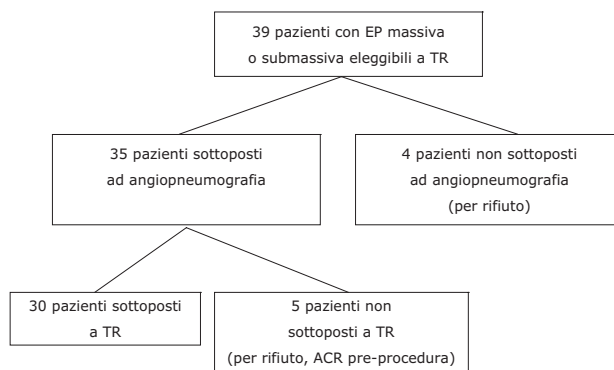 39 pazienti con EP massiva
o submassiva eleggibili a TR
35 pazienti sottoposti
ad angiopneumografia
4 pazienti non sottoposti
ad angiopneumografia
(per rifiuto)
30 pazienti sottoposti
a TR
5 pazienti non
sottoposti a TR
(per rifiuto, ACR pre-procedura)